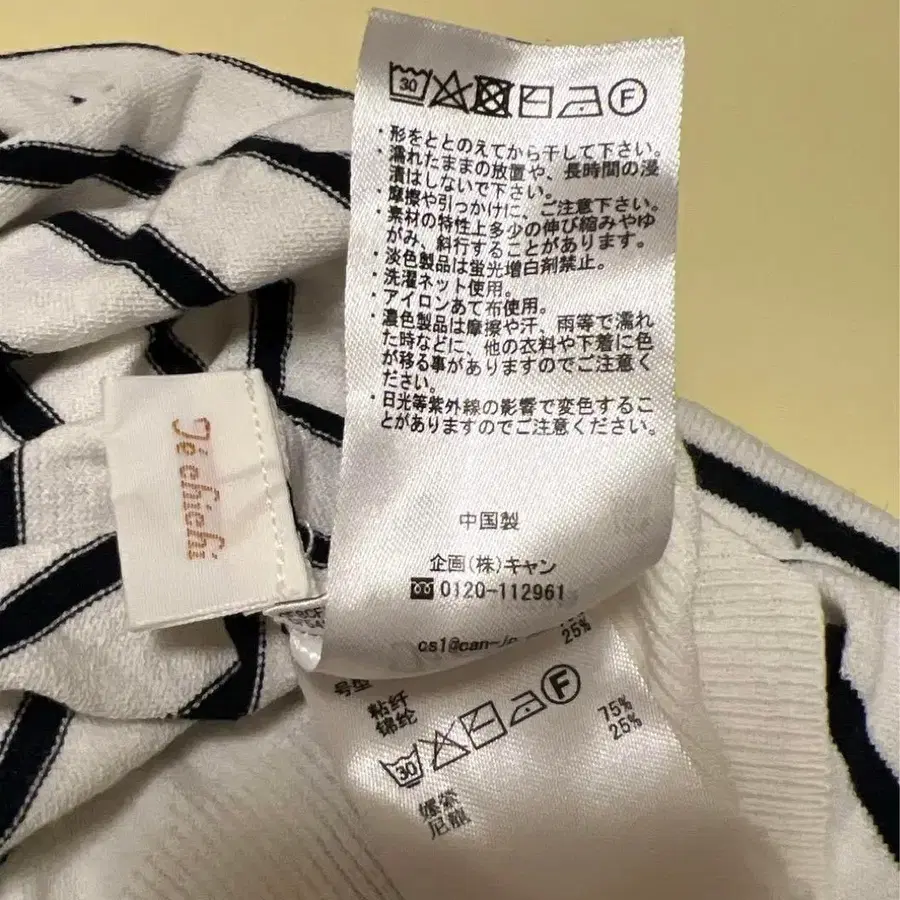 30 F
・形をととのえてから干して下さい。
・濡れたままの放置や、長時間の浸
漬はしないで下さい。
・摩擦や引っかけに、ご注意下さい。
・素材の特性上多少の伸び縮みやゆ
がみ、斜行することがあります。
・淡色製品は蛍光増白剤禁止。
・洗濯ネット使用。
・アイロンあて布使用。
・濃色製品は摩擦や汗、雨等で濡れ
た時などに、他の衣料や下着に色
が移る事がありますのでご注意く
ださい。
・日光等紫外線の影響で変色するこ
とがありますのでご注意ください。
中国製
企画(株)キャン
0120-112961
cs1@can-jp
Te chichi
25%
号型
粘纤 75%
锦纶 25%
30 F